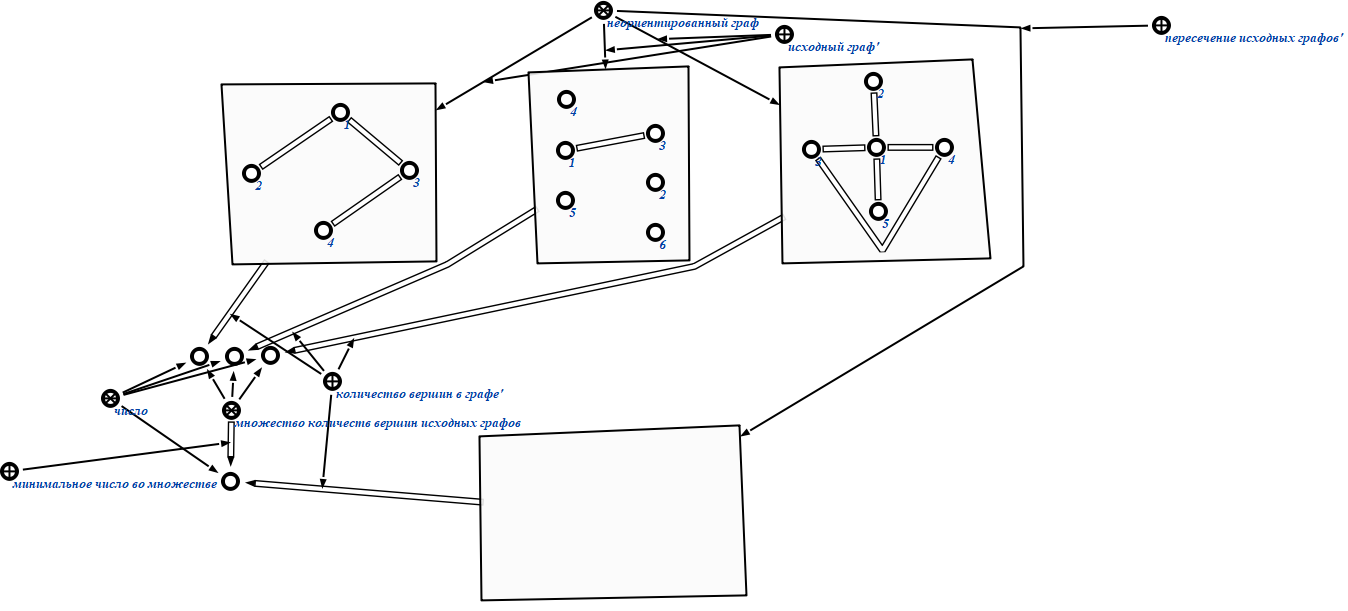 неориентированный граф
исходный граф'
пересечение исходных графов'
1
2
3
4
4
1
3
5
2
6
2
3
1
4
5
количество вершин в графе'
число
множество количеств вершин исходных графов
минимальное число во множестве